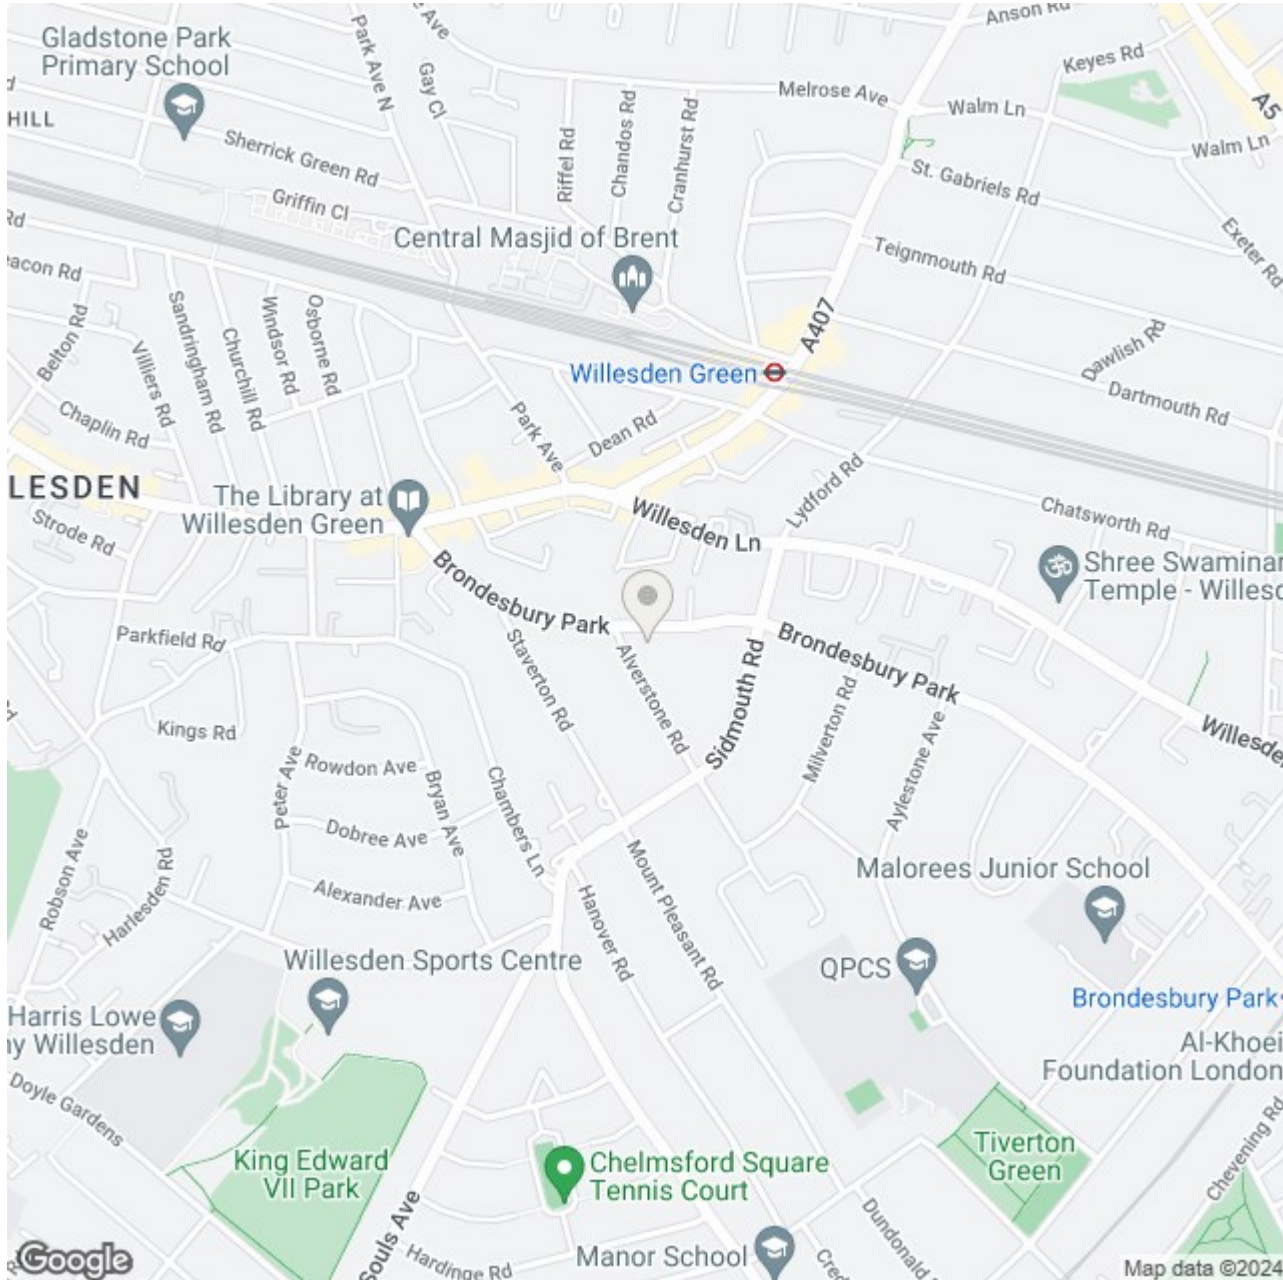 Anson Rd
Ave
Gladstone Park
Primary School
Park Ave N
Gay Cl
Keyes Rd
Melrose Ave
Walm Ln
A5
HILL
Sherrick Green Rd
Riffel Rd
Chandos Rd
Cranhurst Rd
Walm Ln
St. Gabriels Rd
Griffin Cl
Rd
Central Masjid of Brent
Teignmouth Rd
Exeter Rd
eacon Rd
Sandringham Rd
Windsor Rd
Osborne Rd
A407
Belton Rd
Villiers Rd
Churchill Rd
Dawlish Rd
Willesden Green
Dartmouth Rd
Chaplin Rd
Park Ave
Dean Rd
LESDEN
The Library at
Willesden Green
Lydford Rd
Willesden Ln
Chatsworth Rd
Strode Rd
Brondesbury Park
Shree Swaminar
Temple - Willesd
Parkfield Rd
Staverton Rd
Alverstone Rd
Sidmouth Rd
Brondesbury Park
Kings Rd
Milverton Rd
Aylestone Ave
Willesden
Rowdon Ave
Peter Ave
Bryan Ave
Chambers Ln
Dobree Ave
Robson Ave
Harlesden Rd
Alexander Ave
Mount Pleasant Rd
Malorees Junior School
Hanover Rd
Willesden Sports Centre
QPCS
Brondesbury Park
Harris Lowe
ny Willesden
Al-Khoei
Foundation London
Doyle Gardens
King Edward
VII Park
Chelmsford Square
Tennis Court
Tiverton
Green
Chevening Rd
Souls Ave
Hardinge Rd
Manor School
Dundonald
Cred
Google
Map data ©2024